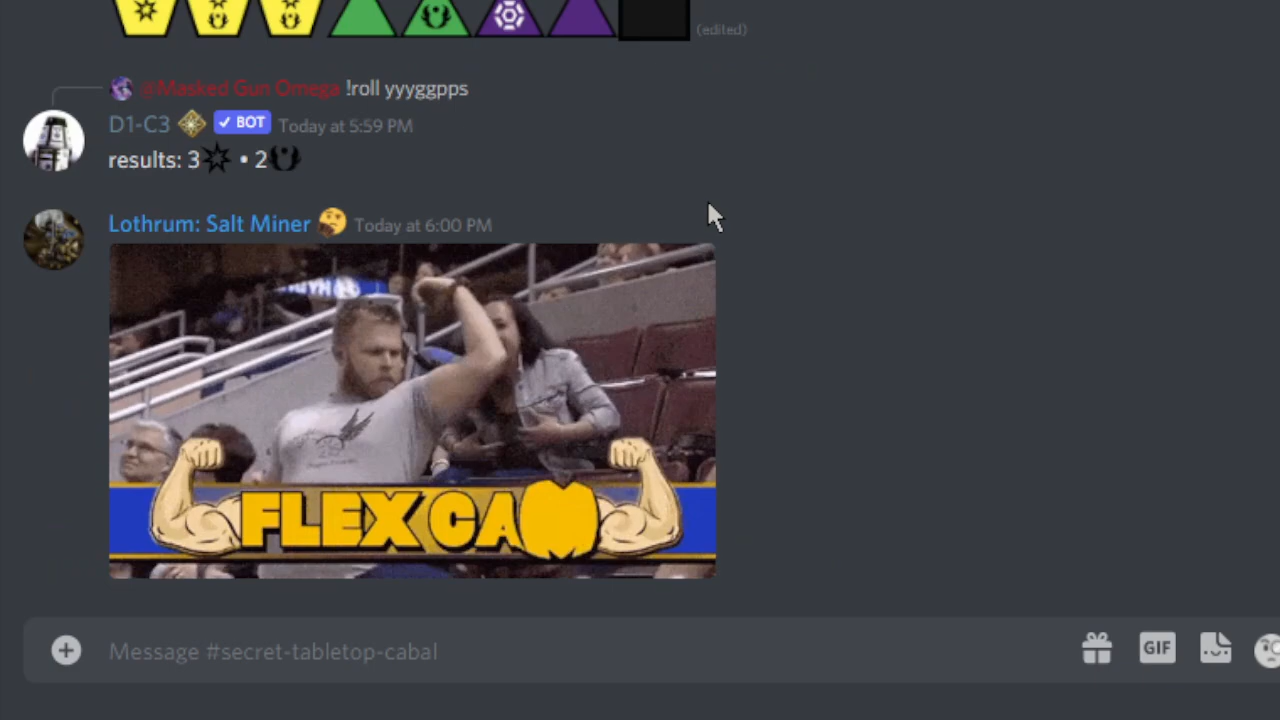 (edited)
@Masked Gun Omega !roll yyyggpps
D1-C3 ✓ BOT Today at 5:59 PM
results: 3 • 2
Lothrum: Salt Miner 🤔 Today at 6:00 PM
FLEX CAM
Message #secret-tabletop-cabal
GIF